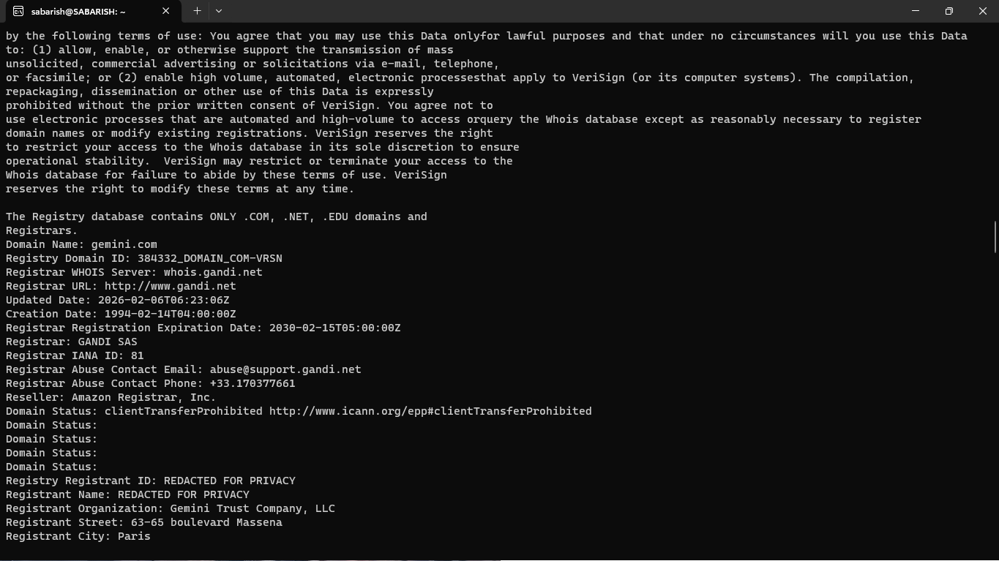 sabarish@SABARISH: ~
by the following terms of use: You agree that you may use this Data onlyfor lawful purposes and that under no circumstances will you use this Data
to: (1) allow, enable, or otherwise support the transmission of mass
unsolicited, commercial advertising or solicitations via e-mail, telephone,
or facsimile; or (2) enable high volume, automated, electronic processesthat apply to VeriSign (or its computer systems). The compilation,
repackaging, dissemination or other use of this Data is expressly
prohibited without the prior written consent of VeriSign. You agree not to
use electronic processes that are automated and high-volume to access orquery the Whois database except as reasonably necessary to register
domain names or modify existing registrations. VeriSign reserves the right
to restrict your access to the Whois database in its sole discretion to ensure
operational stability.  VeriSign may restrict or terminate your access to the
Whois database for failure to abide by these terms of use. VeriSign
reserves the right to modify these terms at any time.

The Registry database contains ONLY .COM, .NET, .EDU domains and
Registrars.
Domain Name: gemini.com
Registry Domain ID: 384332_DOMAIN_COM-VRSN
Registrar WHOIS Server: whois.gandi.net
Registrar URL: http://www.gandi.net
Updated Date: 2026-02-06T06:23:06Z
Creation Date: 1994-02-14T04:00:00Z
Registrar Registration Expiration Date: 2030-02-15T05:00:00Z
Registrar: GANDI SAS
Registrar IANA ID: 81
Registrar Abuse Contact Email: abuse@support.gandi.net
Registrar Abuse Contact Phone: +33.170377661
Reseller: Amazon Registrar, Inc.
Domain Status: clientTransferProhibited http://www.icann.org/epp#clientTransferProhibited
Domain Status:
Domain Status:
Domain Status:
Domain Status:
Registry Registrant ID: REDACTED FOR PRIVACY
Registrant Name: REDACTED FOR PRIVACY
Registrant Organization: Gemini Trust Company, LLC
Registrant Street: 63-65 boulevard Massena
Registrant City: Paris